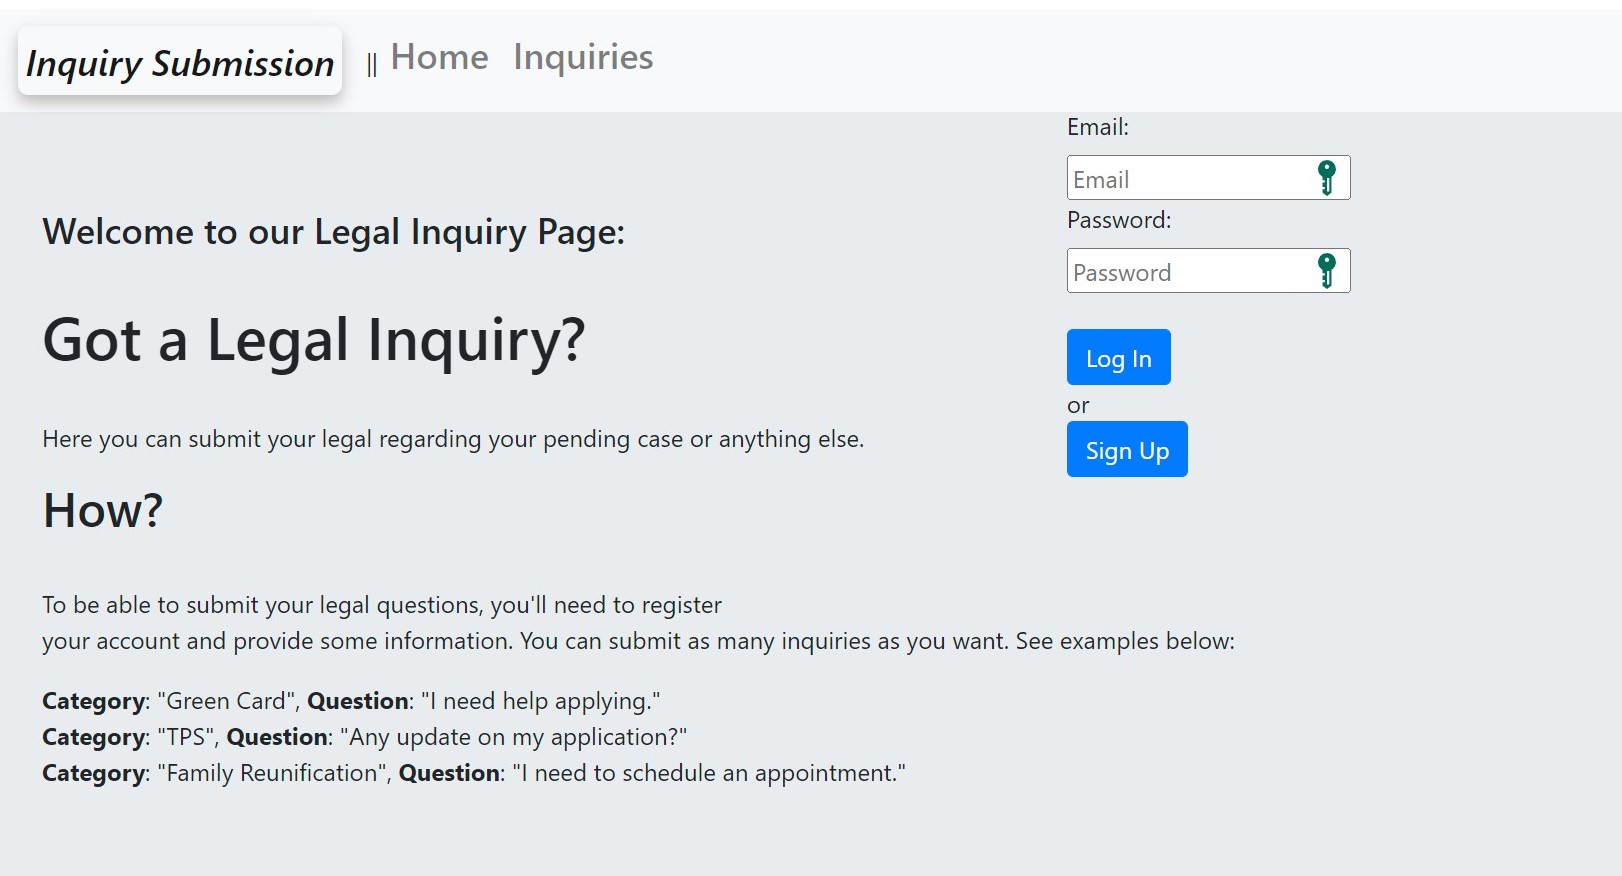 Inquiry Submission || Home Inquiries
Email:
Email
Password:
Password
Log In
or
Sign Up
Welcome to our Legal Inquiry Page:
Got a Legal Inquiry?
Here you can submit your legal regarding your pending case or anything else.
How?
To be able to submit your legal questions, you'll need to register
your account and provide some information. You can submit as many inquiries as you want. See examples below:
Category: "Green Card", Question: "I need help applying."
Category: "TPS", Question: "Any update on my application?"
Category: "Family Reunification", Question: "I need to schedule an appointment."